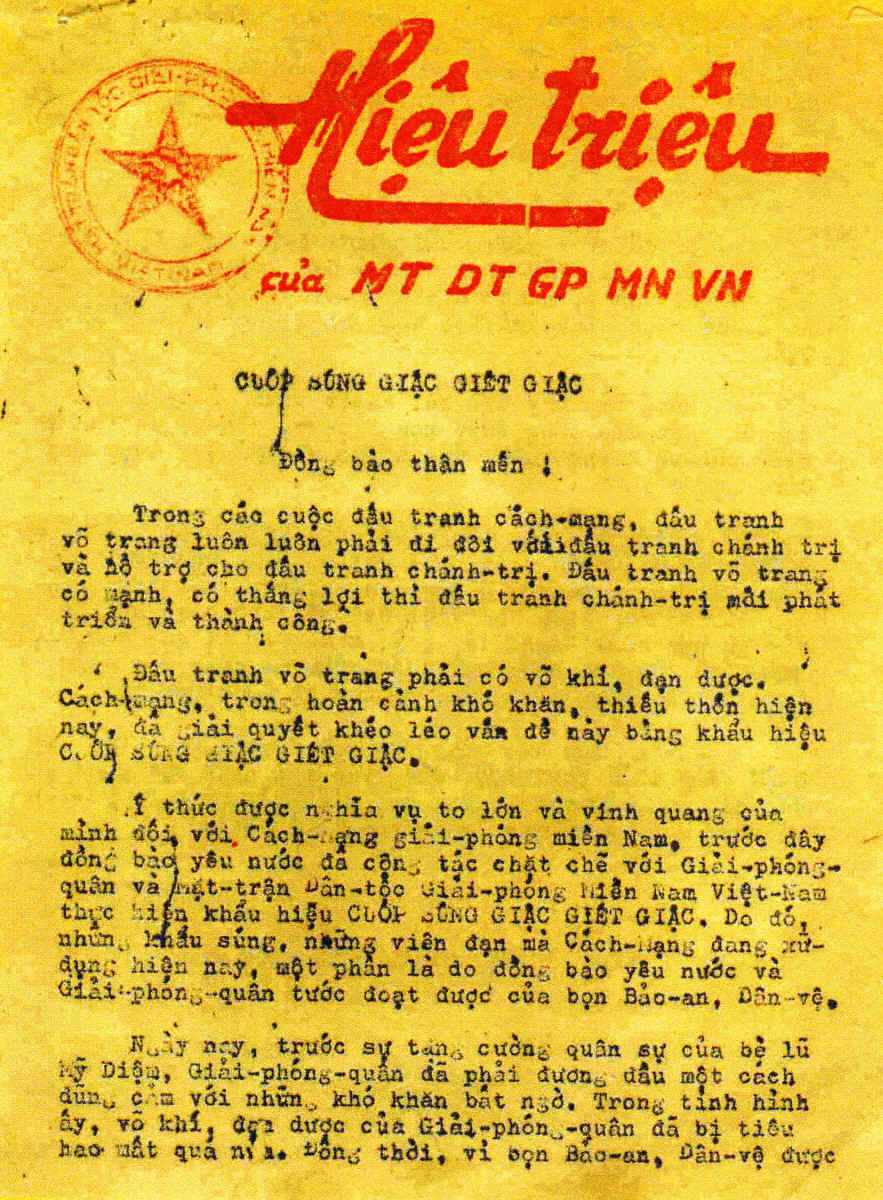 Hiệu triệu
của MT DT GP MN VN
VIỆT-NAM
CƯỚP SÚNG GIẶC GIẾT GIẶC
Đồng bào thân mến !
Trong các cuộc đấu tranh cách-mạng, đấu tranh
võ trang luôn luôn phải đi đôi với đấu tranh chánh trị
và hỗ trợ cho đấu tranh chánh-trị. Đấu tranh võ trang
có mạnh, có thắng lợi thì đấu tranh chánh-trị mới phát
triển và thành công.
Đấu tranh võ trang phải có võ khí, đạn dược.
Cách-mạng, trong hoàn cảnh khó khăn, thiếu thốn hiện
nay, đã giải quyết khéo léo vấn đề này bằng khẩu hiệu
CƯỚP SÚNG GIẶC GIẾT GIẶC.
Ý thức được nghĩa vụ to lớn và vinh quang của
mình đối với Cách-mạng giải-phóng miền Nam, trước đây
đồng bào yêu nước đã cộng tác chặt chẽ với Giải-phóng-
quân và Mặt-trận Dân-tộc Giải-phóng Miền Nam Việt-Nam
thực hiện khẩu hiệu CƯỚP SÚNG GIẶC GIẾT GIẶC. Do đó,
những khẩu súng, những viên đạn mà Cách-Mạng đang xử-
dụng hiện nay, một phần là do đồng bào yêu nước và
Giải-phóng-quân tước đoạt được của bọn Bảo-an, Dân-vệ.
Ngày nay, trước sự tăng cường quân sự của bè lũ
Mỹ Diệm, Giải-phóng-quân đã phải đương đầu một cách
dũng cảm với những khó khăn bất ngờ. Trong tình hình
ấy, võ khí, đạn dược của Giải-phóng-quân đã bị tiêu
hao mất quá nửa. Đồng thời, vì bọn Bảo-an, Dân-vệ được